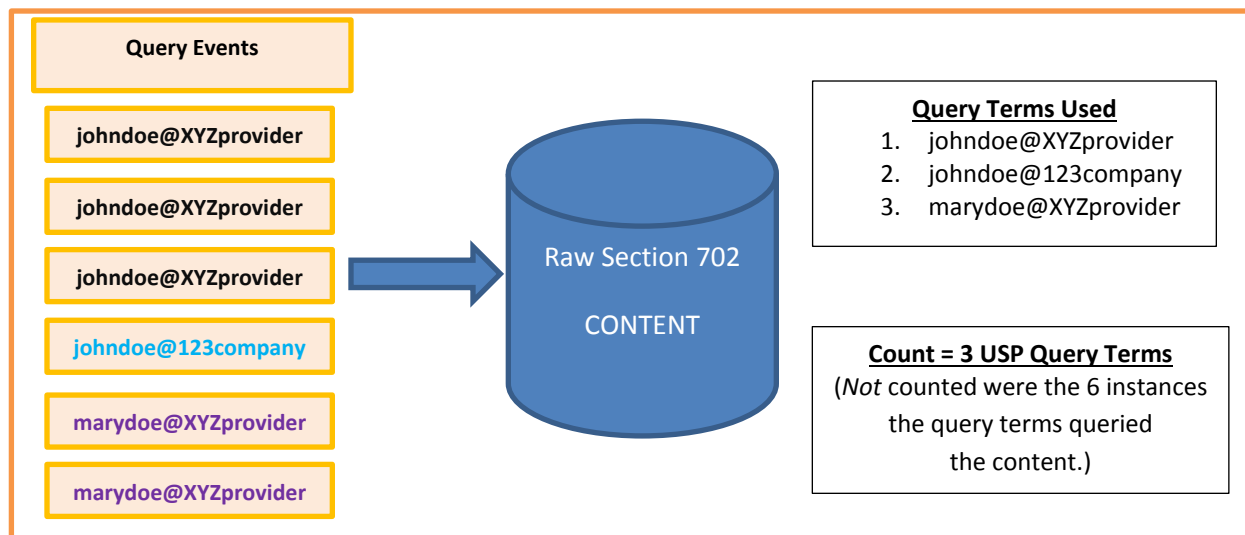 Query Events
johndoe@XYZprovider
johndoe@XYZprovider
johndoe@XYZprovider
johndoe@123company
marydoe@XYZprovider
marydoe@XYZprovider
Raw Section 702
CONTENT
Query Terms Used
1. johndoe@XYZprovider
2. johndoe@123company
3. marydoe@XYZprovider
Count = 3 USP Query Terms
(Not counted were the 6 instances
the query terms queried
the content.)